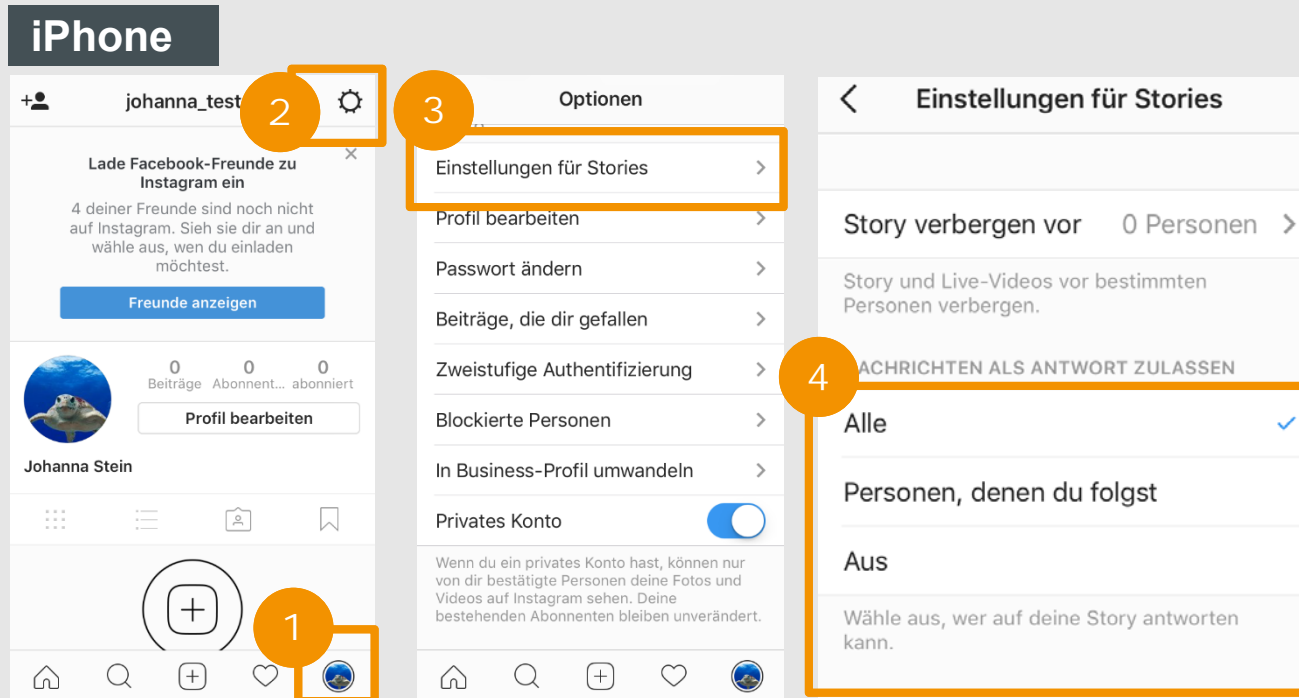 iPhone
johanna_test
2
Lade Facebook-Freunde zu
Instagram ein
4 deiner Freunde sind noch nicht
auf Instagram. Sieh sie dir an und
wähle aus, wen du einladen
möchtest.
Freunde anzeigen
0 0 0
Beiträge Abonnent... abonniert
Profil bearbeiten
Johanna Stein
1
3
Optionen
Einstellungen für Stories
Profil bearbeiten
Passwort ändern
Beiträge, die dir gefallen
Zweistufige Authentifizierung
Blockierte Personen
In Business-Profil umwandeln
Privates Konto
Wenn du ein privates Konto hast, können nur
von dir bestätigte Personen deine Fotos und
Videos auf Instagram sehen. Deine
bestehenden Abonnenten bleiben unverändert.
Einstellungen für Stories
Story verbergen vor 0 Personen
Story und Live-Videos vor bestimmten
Personen verbergen.
4
ACHRICHTEN ALS ANTWORT ZULASSEN
Alle
Personen, denen du folgst
Aus
Wähle aus, wer auf deine Story antworten
kann.